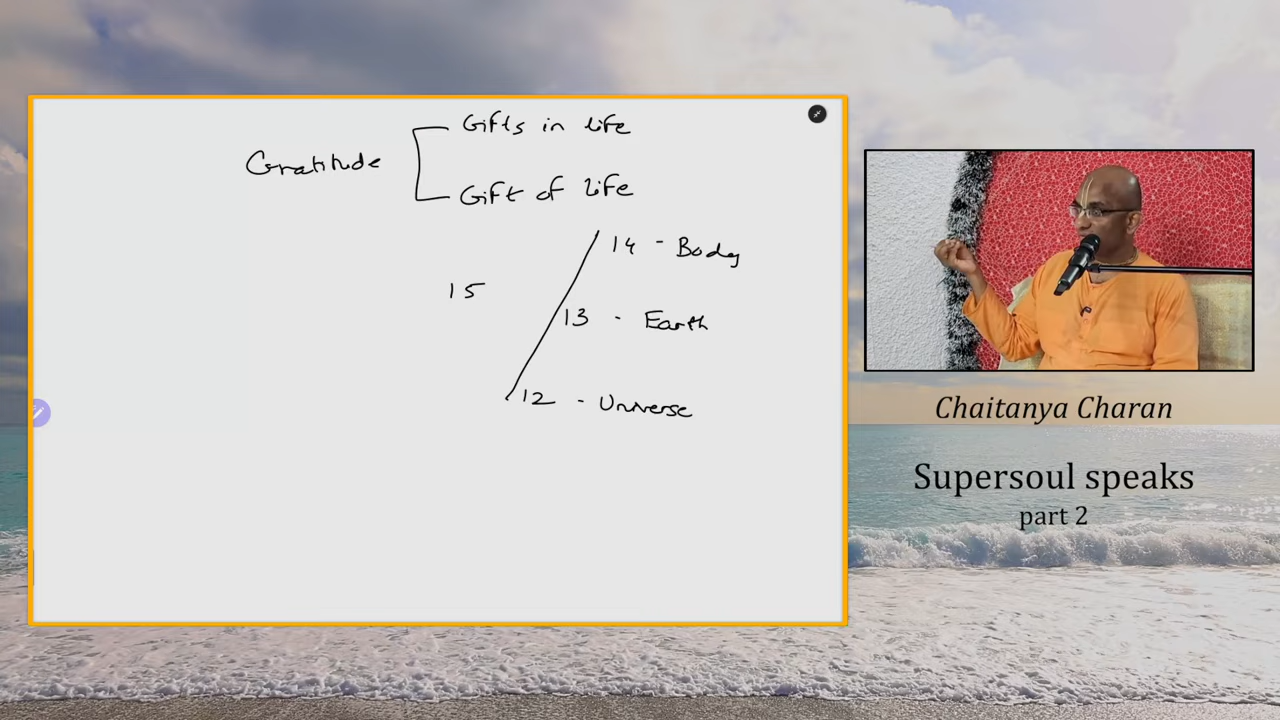 Gifts in life
Gratitude
Gift of life
14 - Body
15
13 - Earth
12 - Universe
Chaitanya Charan
Supersoul speaks
part 2